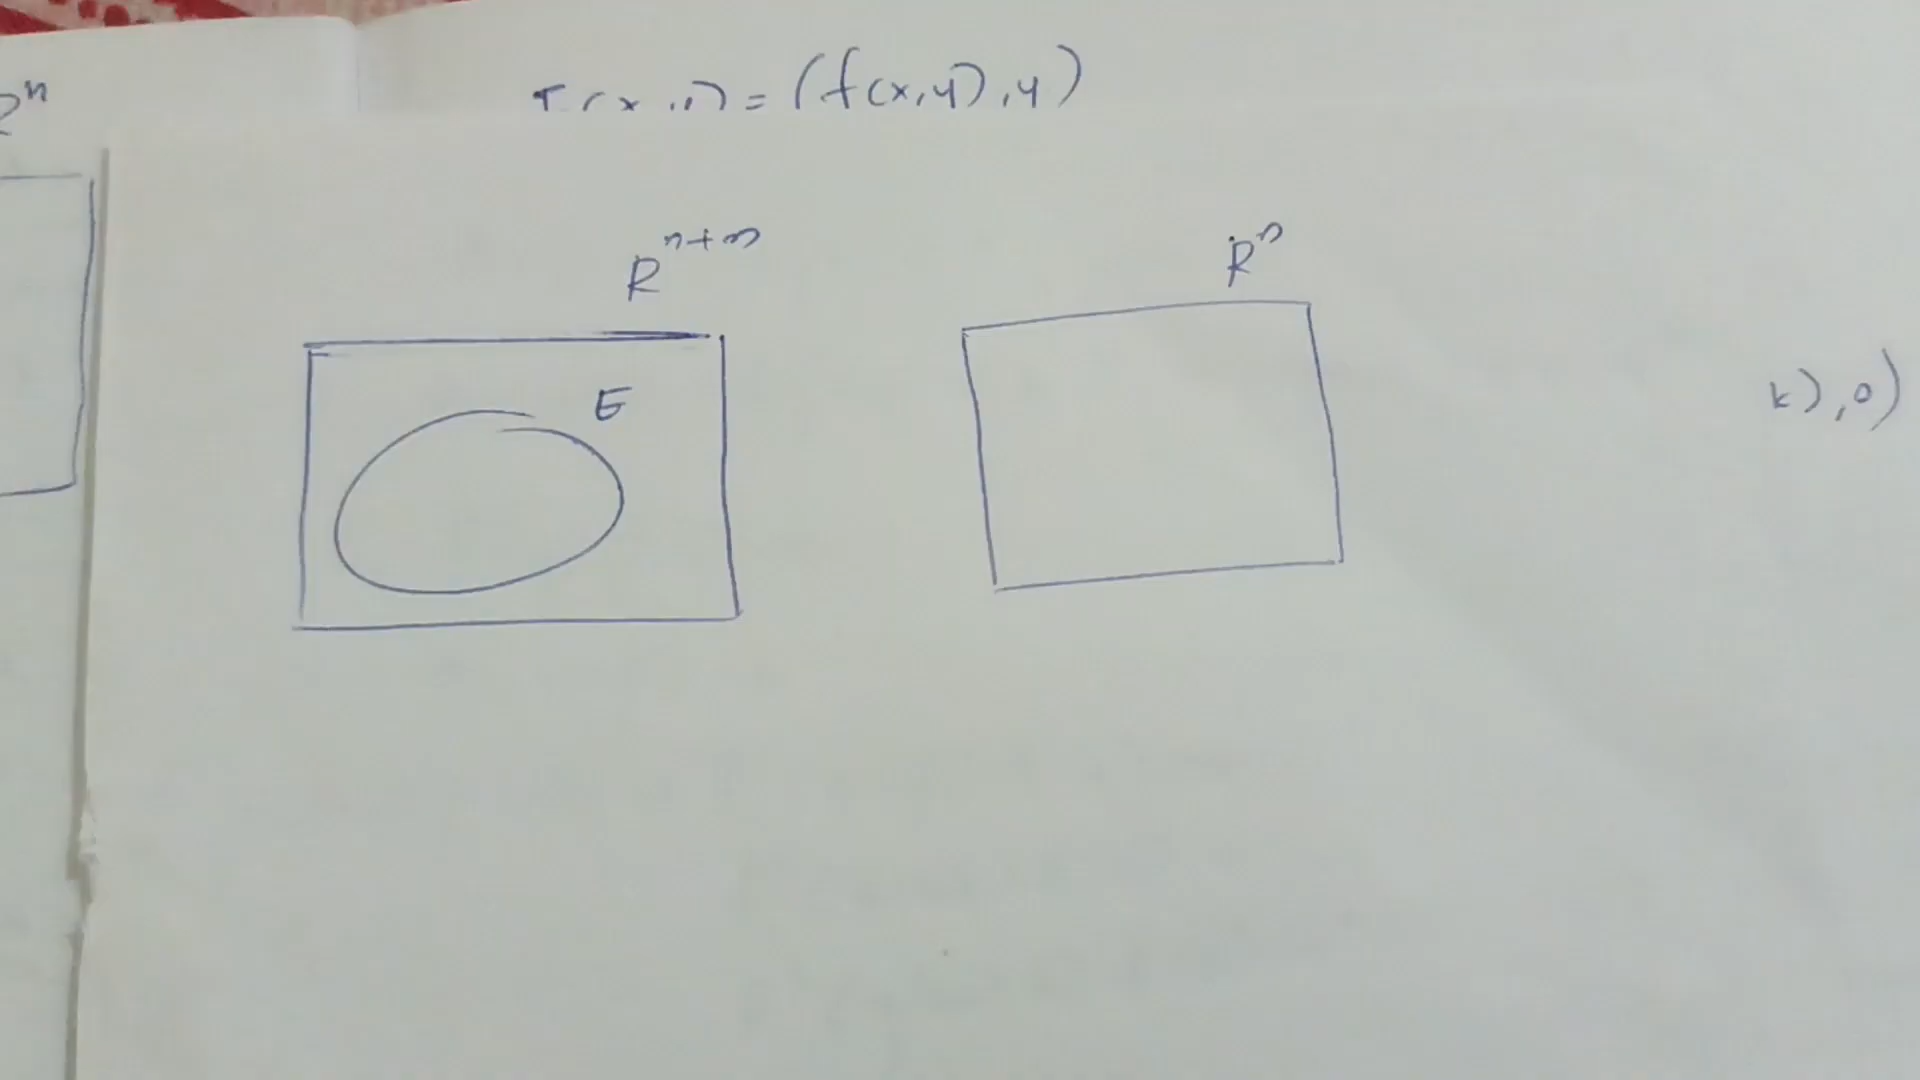 R^n
F(x,y) = (f(x,y),y)
R^{n+m}
R^n
E
k),0)